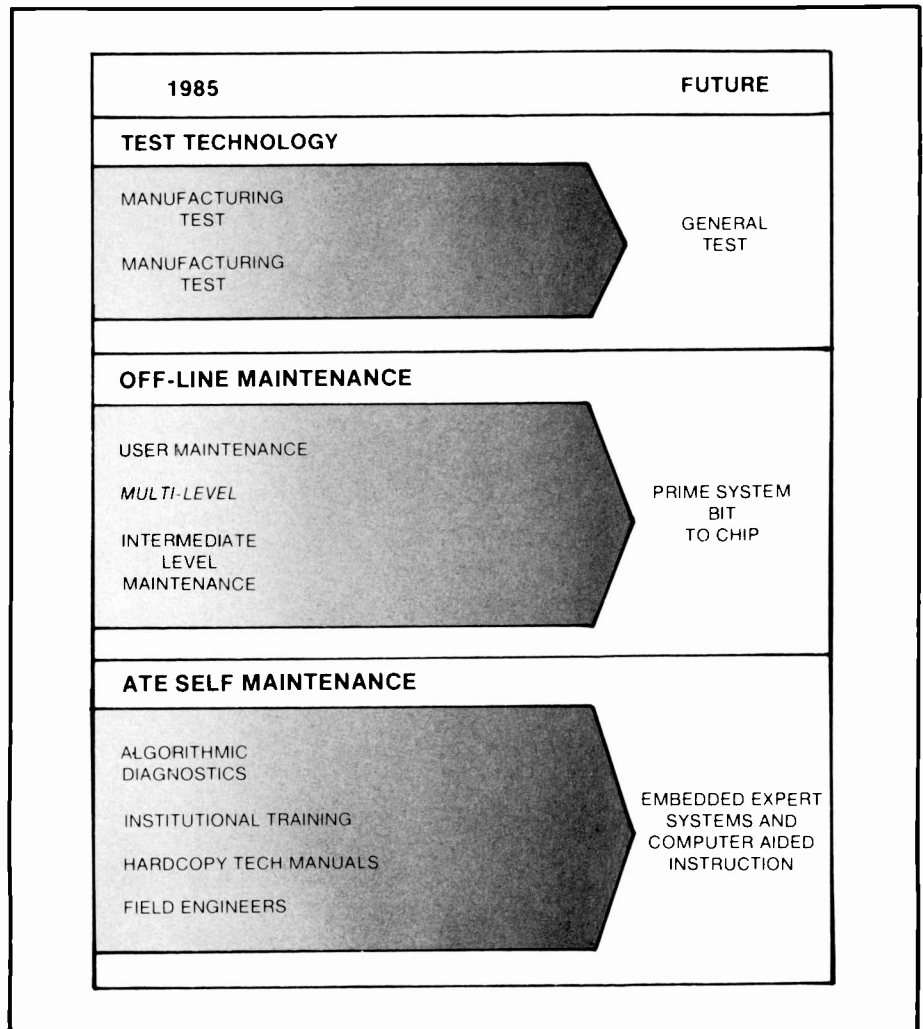 1985
FUTURE
TEST TECHNOLOGY
MANUFACTURING
TEST
MANUFACTURING
TEST
GENERAL
TEST
OFF-LINE MAINTENANCE
USER MAINTENANCE
MULTI-LEVEL
INTERMEDIATE
LEVEL
MAINTENANCE
PRIME SYSTEM
BIT
TO CHIP
ATE SELF MAINTENANCE
ALGORITHMIC
DIAGNOSTICS
INSTITUTIONAL TRAINING
HARDCOPY TECH MANUALS
FIELD ENGINEERS
EMBEDDED EXPERT
SYSTEMS AND
COMPUTER AIDED
INSTRUCTION